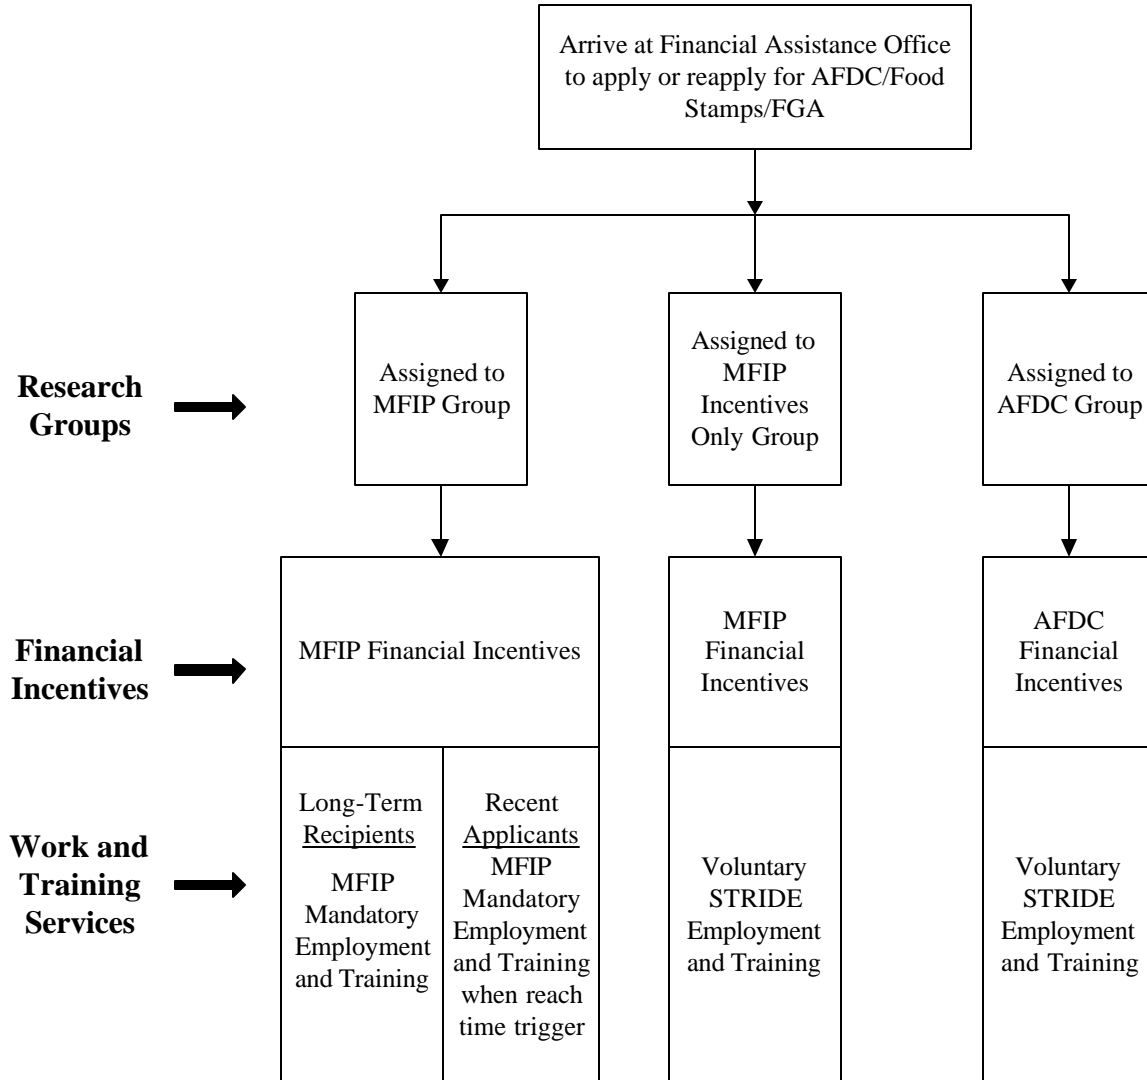 Arrive at Financial Assistance Office
to apply or reapply for AFDC/Food
Stamps/FGA
Research
Groups
Assigned to
MFIP Group
Assigned to
MFIP
Incentives
Only Group
Assigned to
AFDC Group
Financial
Incentives
MFIP Financial Incentives
MFIP
Financial
Incentives
AFDC
Financial
Incentives
Work and
Training
Services
Long-Term
Recipients
MFIP
Mandatory
Employment
and Training
Recent
Applicants
MFIP
Mandatory
Employment
and Training
when reach
time trigger
Voluntary
STRIDE
Employment
and Training
Voluntary
STRIDE
Employment
and Training